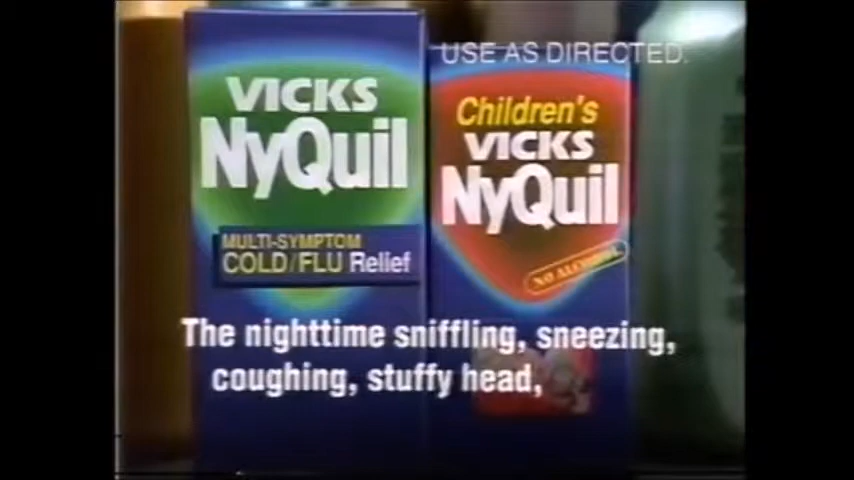 USE AS DIRECTED.
VICKS
NyQuil
MULTI-SYMPTOM
COLD/FLU Relief
Children's
VICKS
NyQuil
NO ALCOHOL
The nighttime sniffling, sneezing,
coughing, stuffy head,